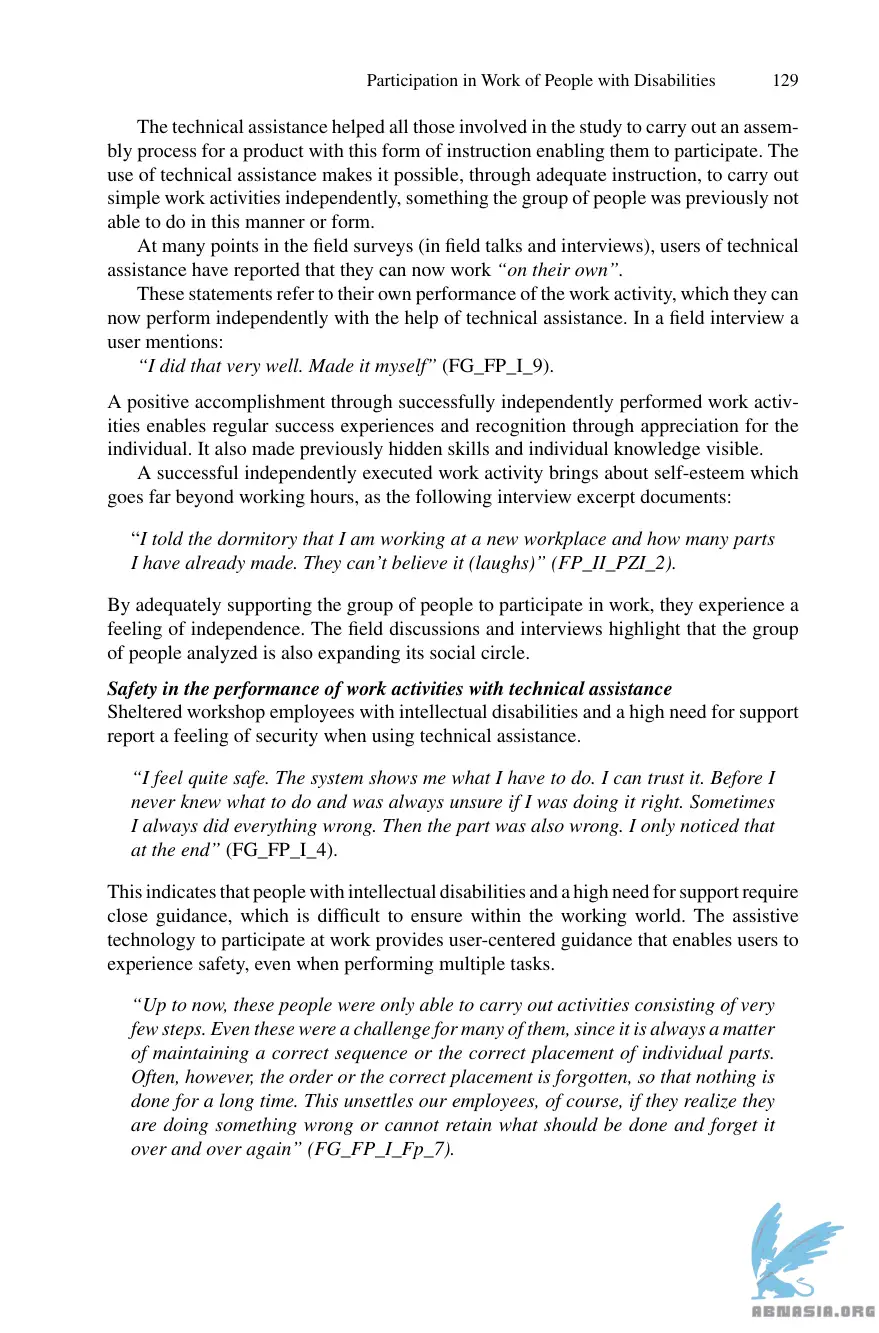 Participation in Work of People with Disabilities 129
The technical assistance helped all those involved in the study to carry out an assem-
bly process for a product with this form of instruction enabling them to participate. The
use of technical assistance makes it possible, through adequate instruction, to carry out
simple work activities independently, something the group of people was previously not
able to do in this manner or form.
At many points in the field surveys (in field talks and interviews), users of technical
assistance have reported that they can now work “on their own”.
These statements refer to their own performance of the work activity, which they can
now perform independently with the help of technical assistance. In a field interview a
user mentions:
“I did that very well. Made it myself” (FG_FP_I_9).
A positive accomplishment through successfully independently performed work activ-
ities enables regular success experiences and recognition through appreciation for the
individual. It also made previously hidden skills and individual knowledge visible.
A successful independently executed work activity brings about self-esteem which
goes far beyond working hours, as the following interview excerpt documents:
“I told the dormitory that I am working at a new workplace and how many parts
I have already made. They can’t believe it (laughs)” (FP_II_PZI_2).
By adequately supporting the group of people to participate in work, they experience a
feeling of independence. The field discussions and interviews highlight that the group
of people analyzed is also expanding its social circle.
Safety in the performance of work activities with technical assistance
Sheltered workshop employees with intellectual disabilities and a high need for support
report a feeling of security when using technical assistance.
“I feel quite safe. The system shows me what I have to do. I can trust it. Before I
never knew what to do and was always unsure if I was doing it right. Sometimes
I always did everything wrong. Then the part was also wrong. I only noticed that
at the end” (FG_FP_I_4).
This indicates that people with intellectual disabilities and a high need for support require
close guidance, which is difficult to ensure within the working world. The assistive
technology to participate at work provides user-centered guidance that enables users to
experience safety, even when performing multiple tasks.
“Up to now, these people were only able to carry out activities consisting of very
few steps. Even these were a challenge for many of them, since it is always a matter
of maintaining a correct sequence or the correct placement of individual parts.
Often, however, the order or the correct placement is forgotten, so that nothing is
done for a long time. This unsettles our employees, of course, if they realize they
are doing something wrong or cannot retain what should be done and forget it
over and over again” (FG_FP_I_Fp_7).
ABNASIA.ORG